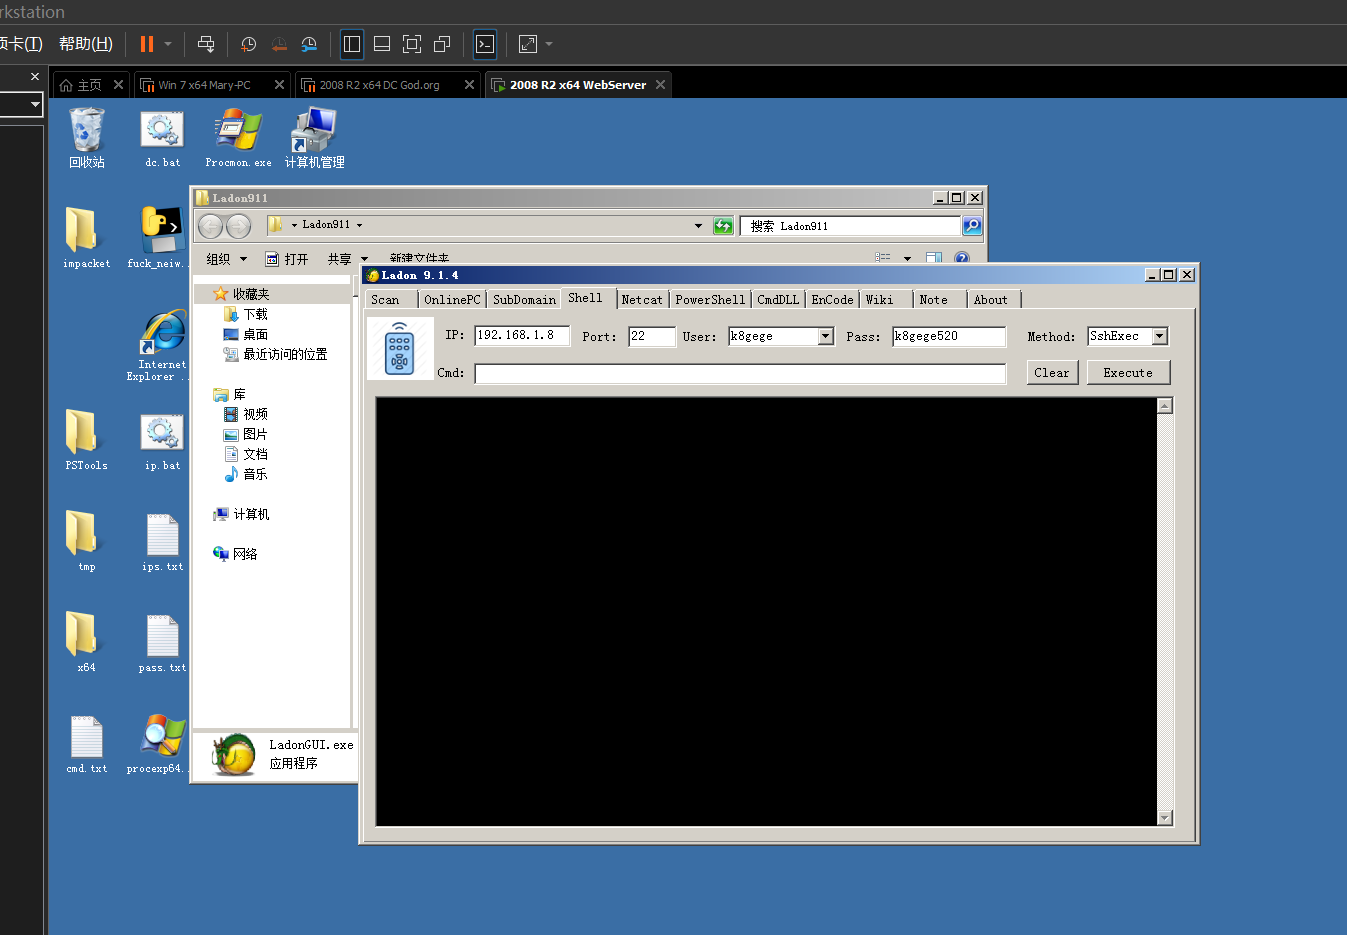 rkstation
项卡(T) 帮助(H)
主页
Win 7 x64 Mary-PC
2008 R2 x64 DC God.org
2008 R2 x64 WebServer
回收站
dc.bat
Procmon.exe
计算机管理
impacket
fuck_neiw..
Internet
Explorer ..
PSTools
ip.bat
tmp
ips.txt
x64
pass.txt
cmd.txt
procexp64..
Ladon911
Ladon911
搜索 Ladon911
组织 打开 共享 新建文件夹
收藏夹
下载
桌面
最近访问的位置
库
视频
图片
文档
音乐
计算机
网络
LadonGUI.exe
应用程序
Ladon 9.1.4
Scan OnlinePC SubDomain Shell Netcat PowerShell CmdDLL EnCode Wiki Note About
IP: 192.168.1.8 Port: 22 User: k8gege Pass: k8gege520 Method: SshExec
Cmd: Clear Execute